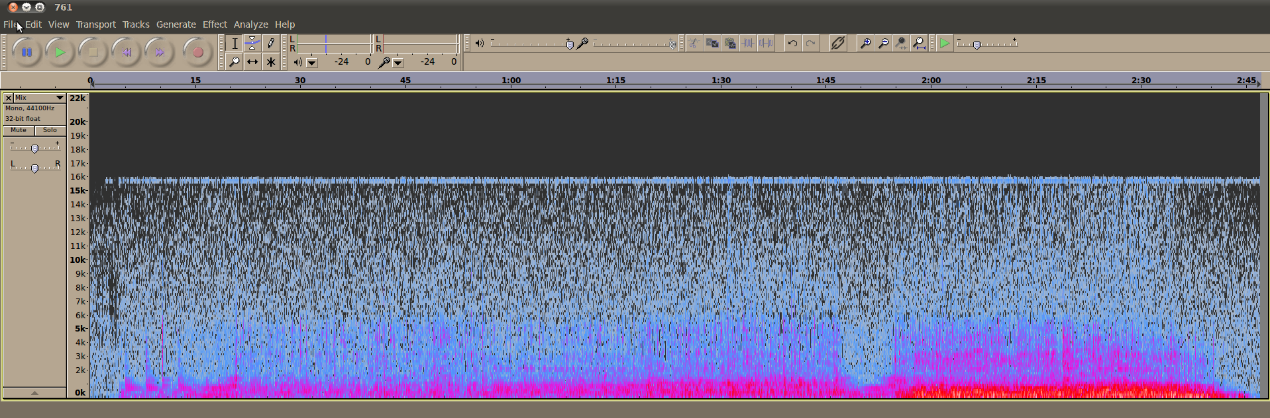 761
File Edit View Transport Tracks Generate Effect Analyze Help
L
R
L
R
-24 0
-24 0
0 15 30 45 1:00 1:15 1:30 1:45 2:00 2:15 2:30 2:45
Mix
Mono, 44100Hz
32-bit float
Mute Solo
- +
L R
22k
20k
19k
18k
17k
16k
15k
14k
13k
12k
11k
10k
9k
8k
7k
6k
5k
4k
3k
2k
0k